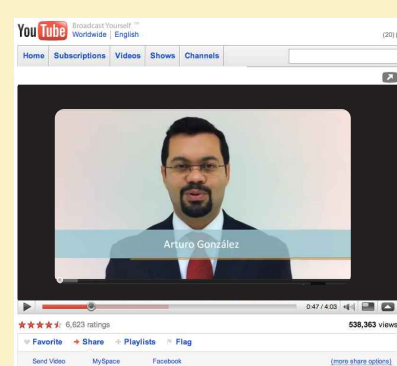 You Tube
Broadcast Yourself ™
Worldwide | English
(20)
Home Subscriptions Videos Shows Channels
Arturo González
0:47 / 4:03
6,623 ratings
538,363 views
Favorite Share Playlists Flag
Send Video MySpace Facebook (more share options)